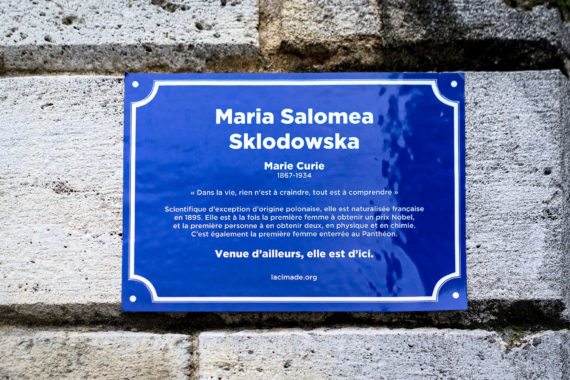 Maria Salomea
Sklodowska
Marie Curie
1867-1934
« Dans la vie, rien n'est à craindre, tout est à comprendre »
Scientifique d'exception d'origine polonaise, elle est naturalisée française
en 1895. Elle est à la fois la première femme à obtenir un prix Nobel,
et la première personne à en obtenir deux, en physique et en chimie.
C'est également la première femme enterrée au Panthéon.
Venue d'ailleurs, elle est d'ici.
lacimade.org